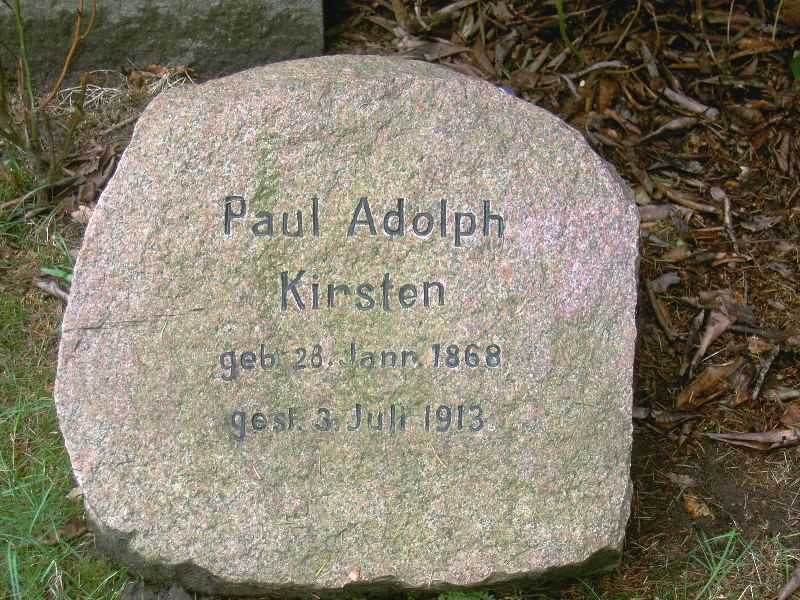 Paul Adolph
Kirsten
geb. 28. Janr. 1868
gest. 3. Juli 1913